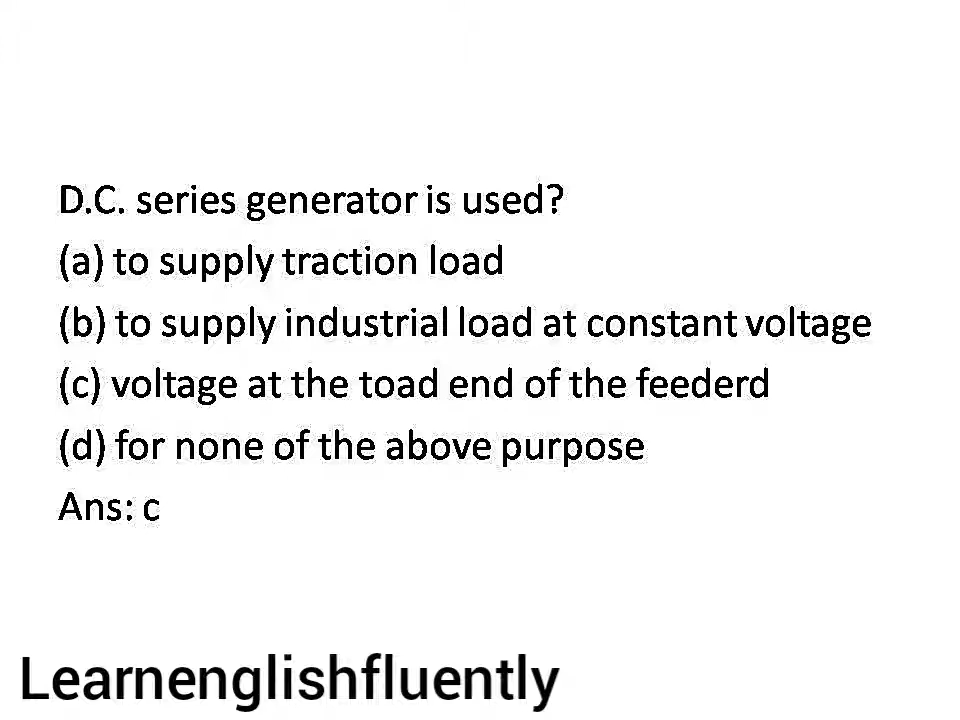 D.C. series generator is used?
(a) to supply traction load
(b) to supply industrial load at constant voltage
(c) voltage at the toad end of the feederd
(d) for none of the above purpose
Ans: c
Learnenglishfluently